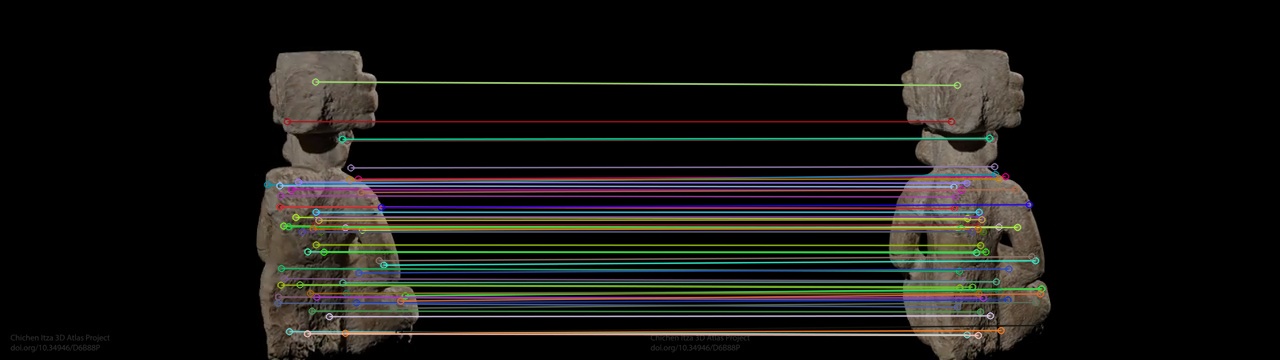 Chichen Itza 3D Atlas Project
doi.org/10.34946/D6B88P
Chichen Itza 3D Atlas Project
doi.org/10.34946/D6B88P